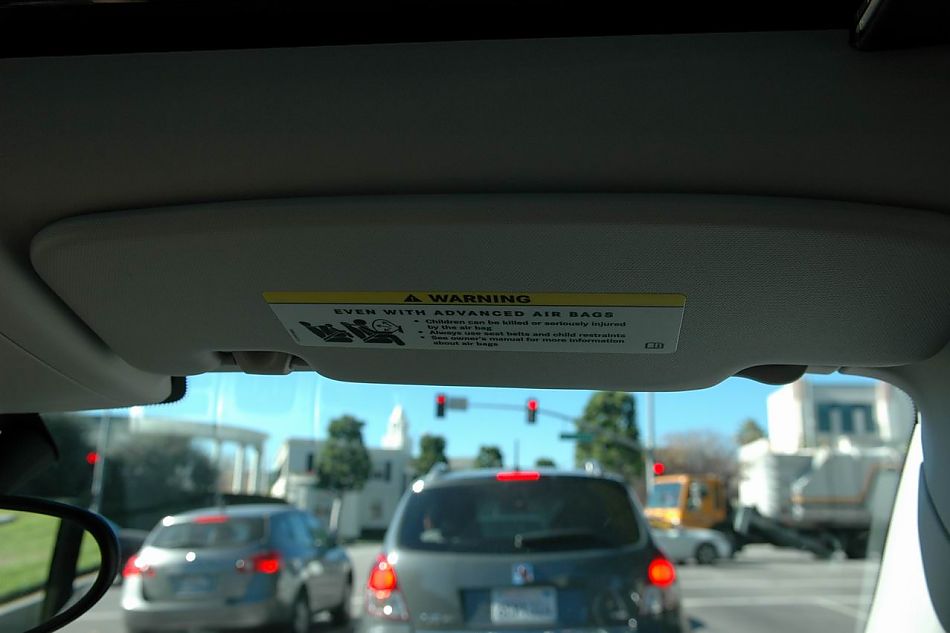 WARNING
EVEN WITH ADVANCED AIR BAGS
• Children can be killed or seriously injured
by the air bag
• Always use seat belts and child restraints
• See owner's manual for more information
about air bags